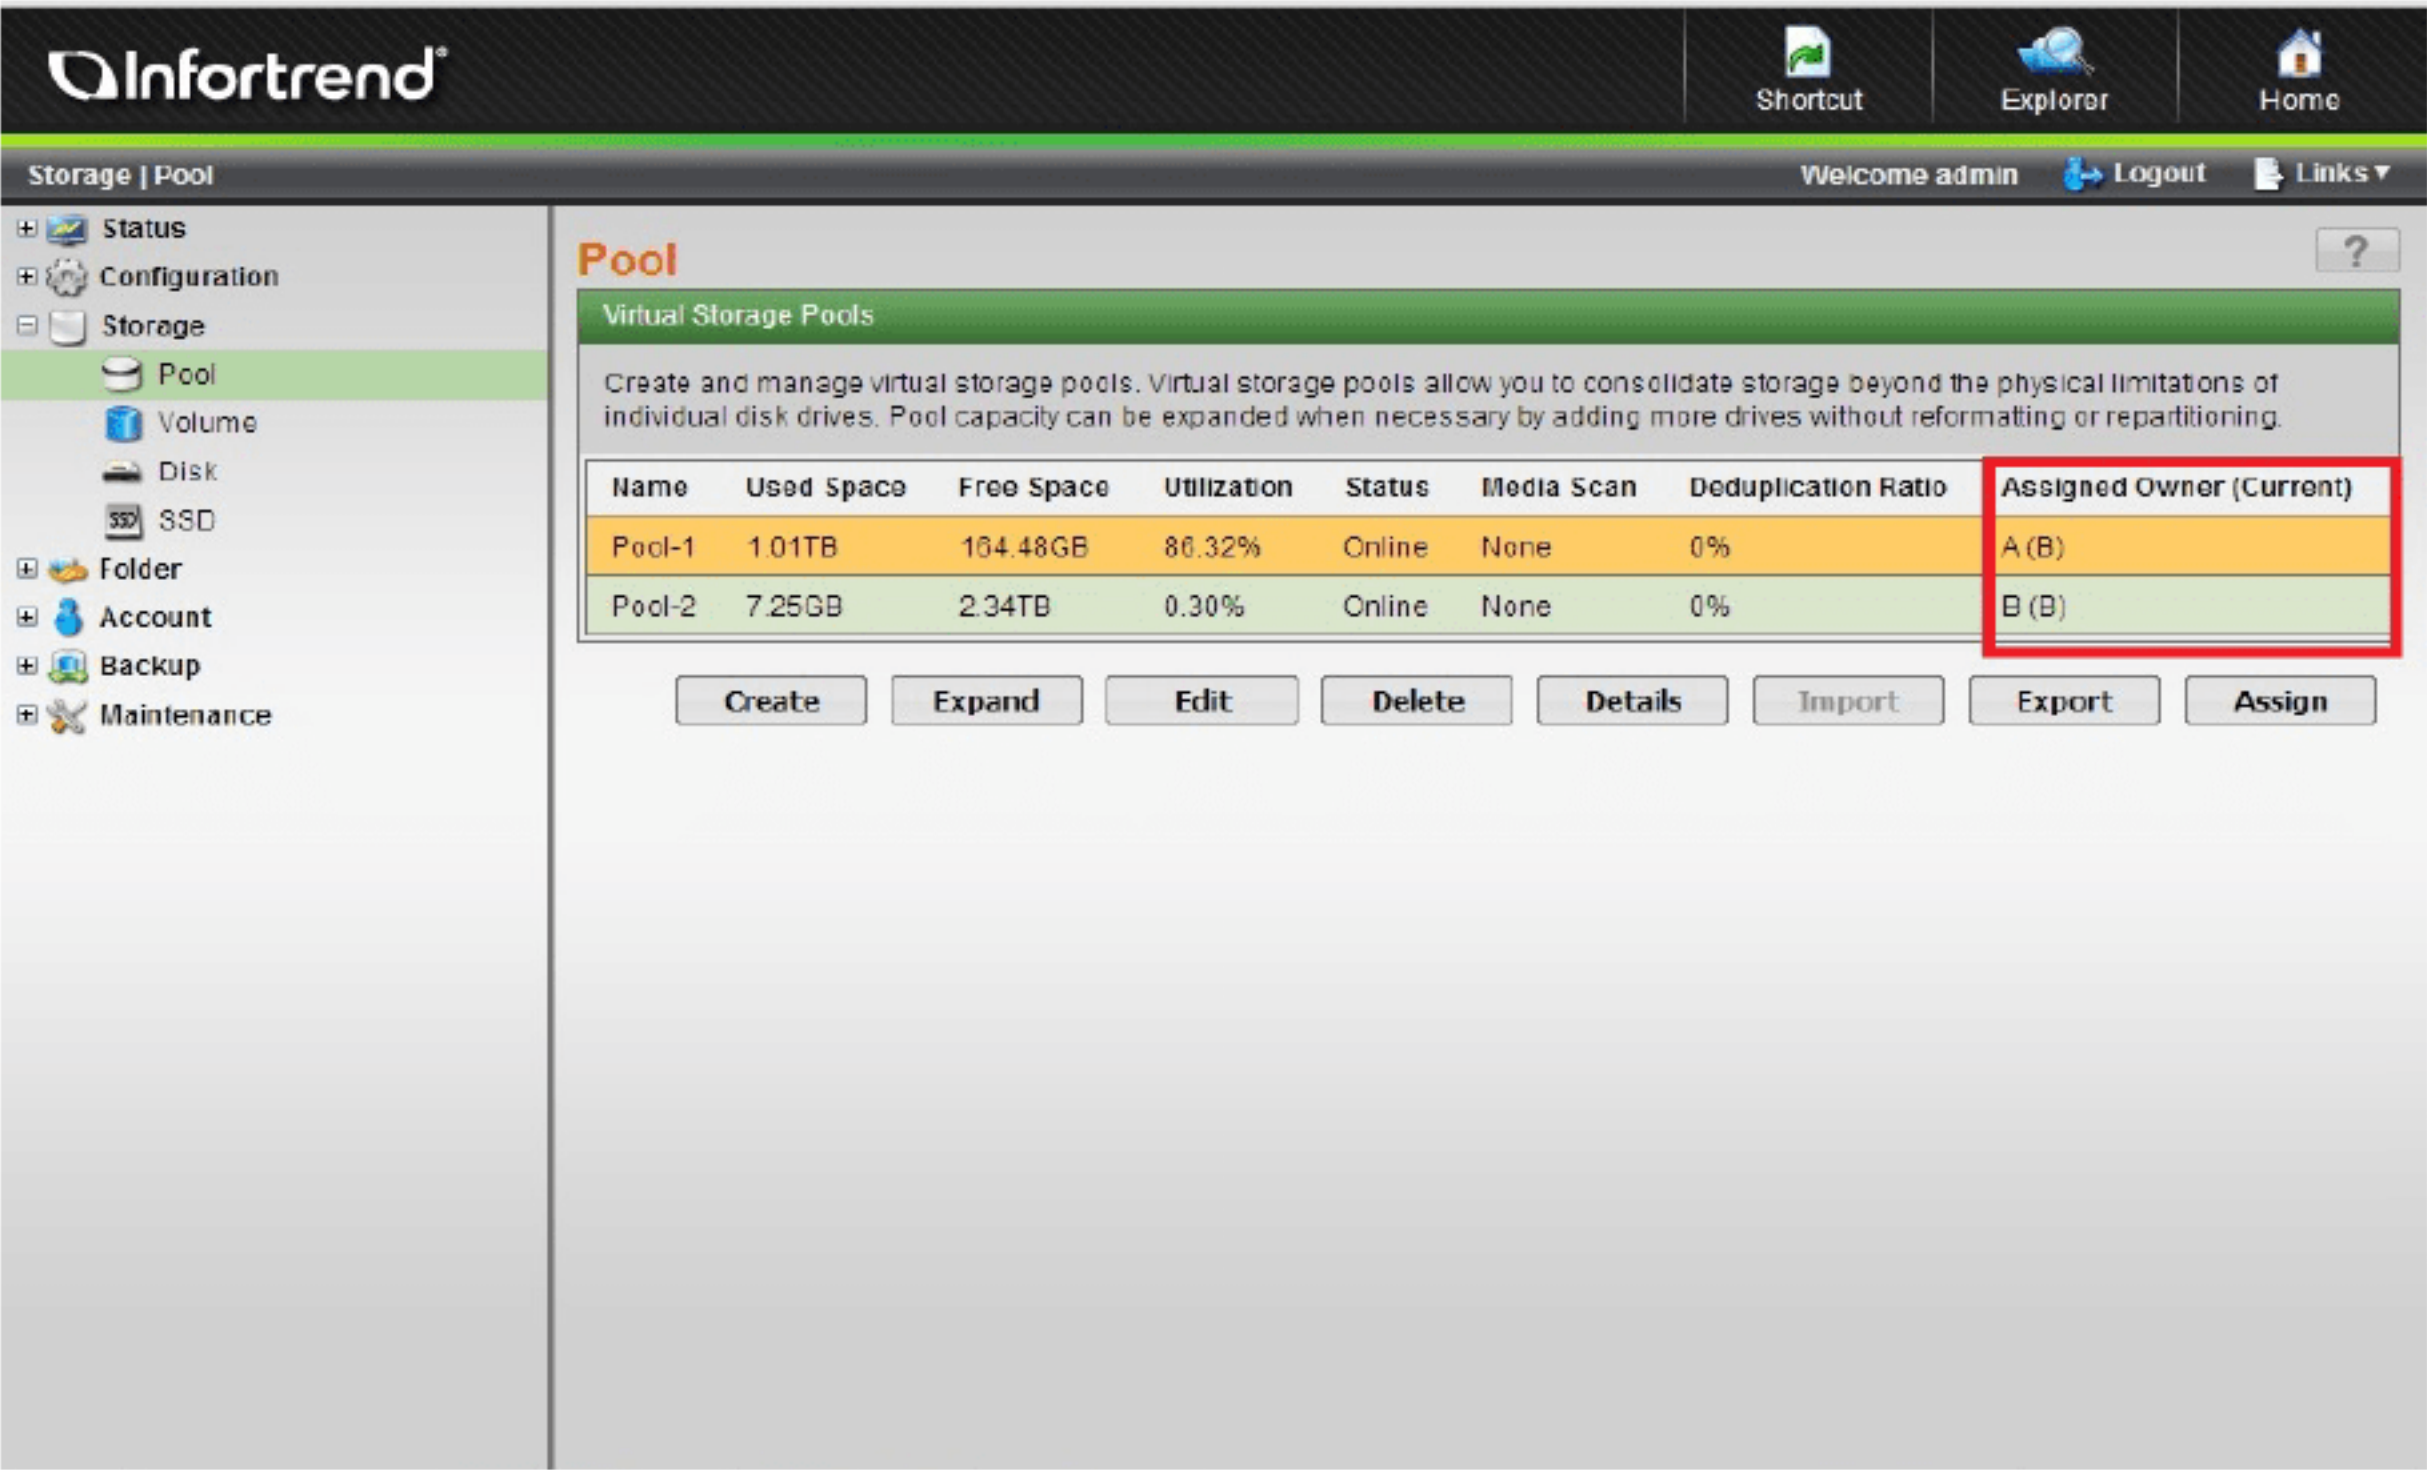 Infortrend®
Shortcut
Explorer
Home
Storage | Pool
Welcome admin
Logout
Links
Status
Configuration
Storage
Pool
Volume
Disk
SSD
SSD
Folder
Account
Backup
Maintenance
Pool
?
Virtual Storage Pools
Create and manage virtual storage pools. Virtual storage pools allow you to consolidate storage beyond the physical limitations of
individual disk drives. Pool capacity can be expanded when necessary by adding more drives without reformatting or repartitioning.
Name Used Space Free Space Utilization Status Media Scan Deduplication Ratio Assigned Owner (Current)
Pool-1 1.01TB 164.48GB 86.32% Online None 0% A (B)
Pool-2 7.25GB 2.34TB 0.30% Online None 0% B (B)
Create Expand Edit Delete Details Import Export Assign